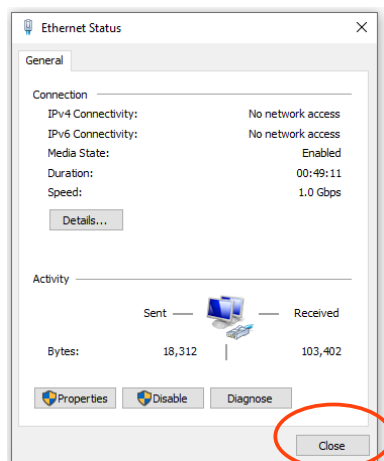 Ethernet Status
General
Connection
IPv4 Connectivity: No network access
IPv6 Connectivity: No network access
Media State: Enabled
Duration: 00:49:11
Speed: 1.0 Gbps
Details...
Activity
Sent Received
Bytes: 18,312 103,402
Properties Disable Diagnose
Close